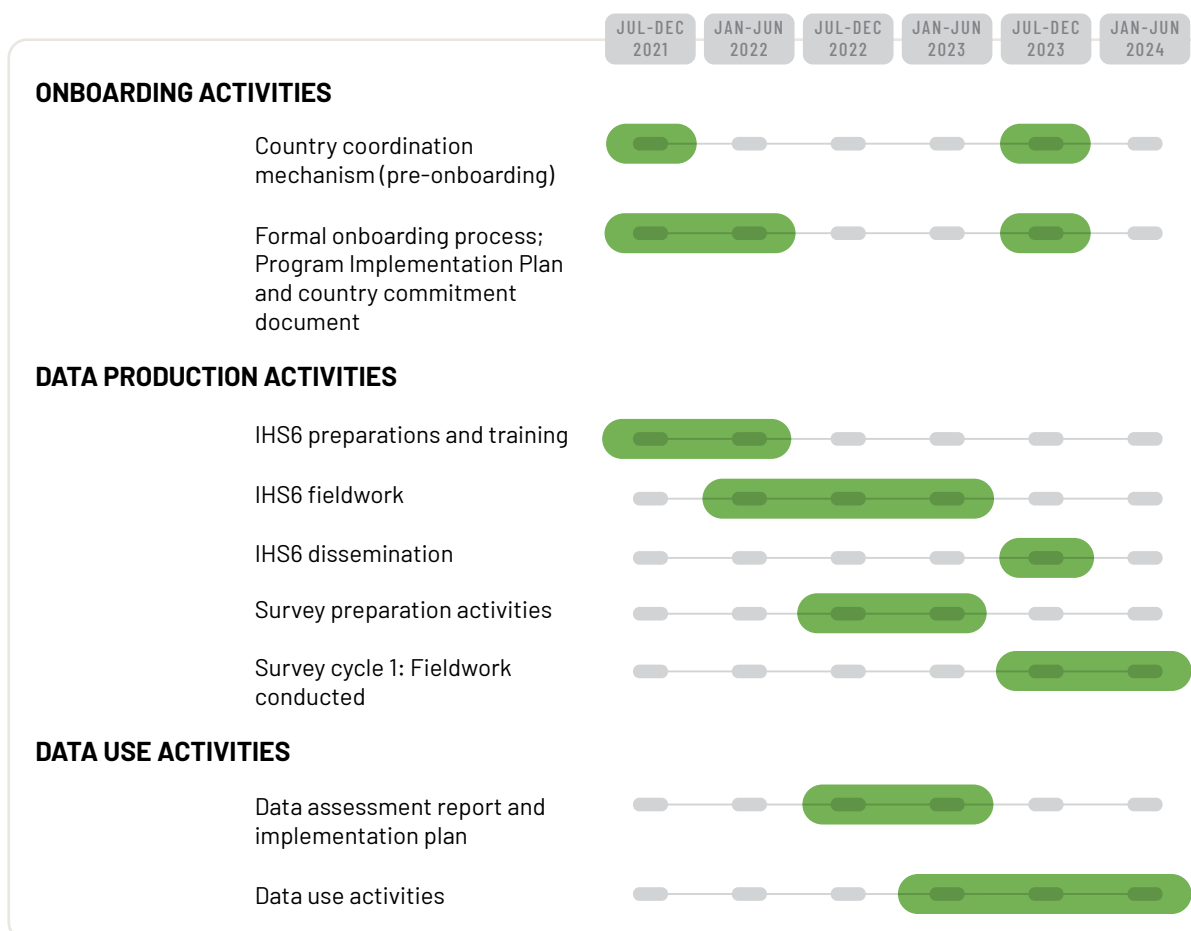 JUL-DEC
2021
JAN-JUN
2022
JUL-DEC
2022
JAN-JUN
2023
JUL-DEC
2023
JAN-JUN
2024
ONBOARDING ACTIVITIES
Country coordination
mechanism (pre-onboarding)
Formal onboarding process;
Program Implementation Plan
and country commitment
document
DATA PRODUCTION ACTIVITIES
IHS6 preparations and training
IHS6 fieldwork
IHS6 dissemination
Survey preparation activities
Survey cycle 1: Fieldwork
conducted
DATA USE ACTIVITIES
Data assessment report and
implementation plan
Data use activities